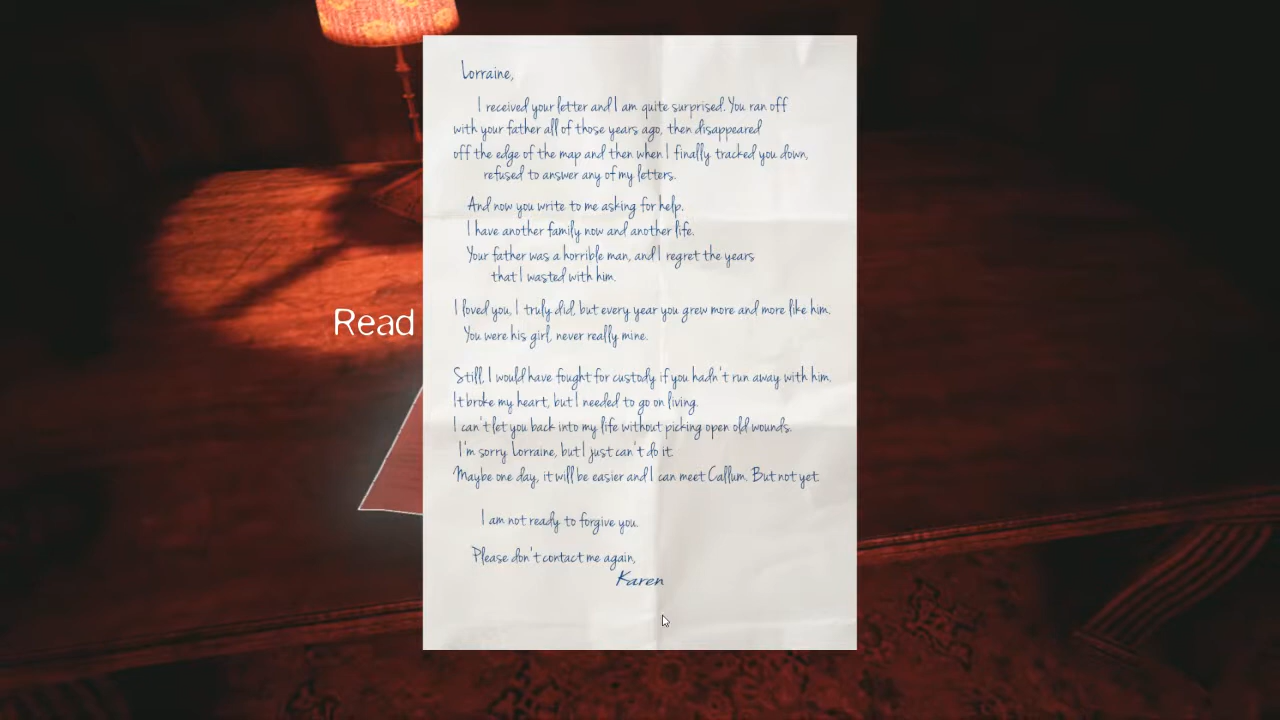 Lorraine,
I received your letter and I am quite surprised. You ran off
with your father all of those years ago, then disappeared
off the edge of the map and then when I finally tracked you down,
refused to answer any of my letters.
And now you write to me asking for help.
I have another family now and another life.
Your father was a horrible man, and I regret the years
that I wasted with him.
Read
I loved you, I truly did, but every year you grew more and more like him.
You were his girl, never really mine.
Still, I would have fought for custody if you hadn't run away with him.
It broke my heart, but I needed to go on living.
I can't let you back into my life without picking open old wounds.
I'm sorry Lorraine, but I just can't do it.
Maybe one day, it will be easier and I can meet Callum. But not yet.
I am not ready to forgive you.
Please don't contact me again,
Karen